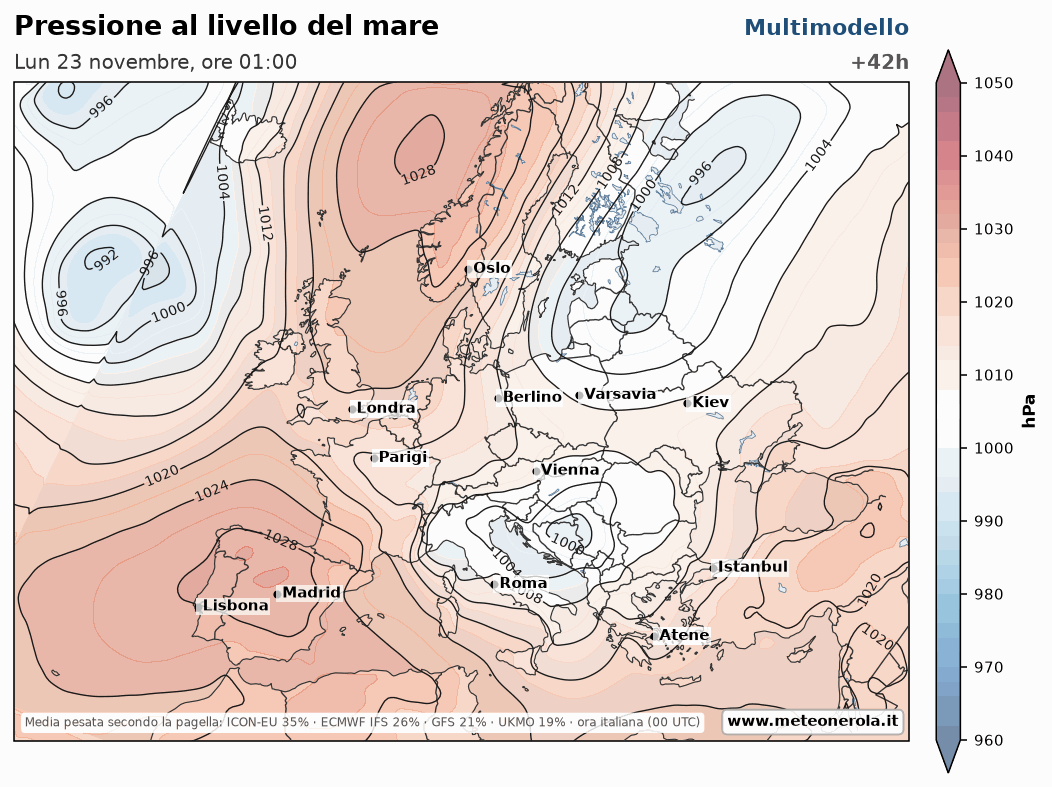 Pressione al livello del mare
Multimodello
Lun 23 novembre, ore 01:00
+42h
996
1004
1012
1028
1012
1008
1000
996
1004
992
996
996
1000
Oslo
Londra
Berlino
Varsavia
Kiev
Parigi
Vienna
1020
1024
1028
1004
1000
1008
Roma
Istanbul
Madrid
Lisbona
Atene
1020
1020
Media pesata secondo la pagella: ICON-EU 35% · ECMWF IFS 26% · GFS 21% · UKMO 19% · ora italiana (00 UTC)
www.meteonerola.it
1050
1040
1030
1020
1010
1000
990
980
970
960
hPa